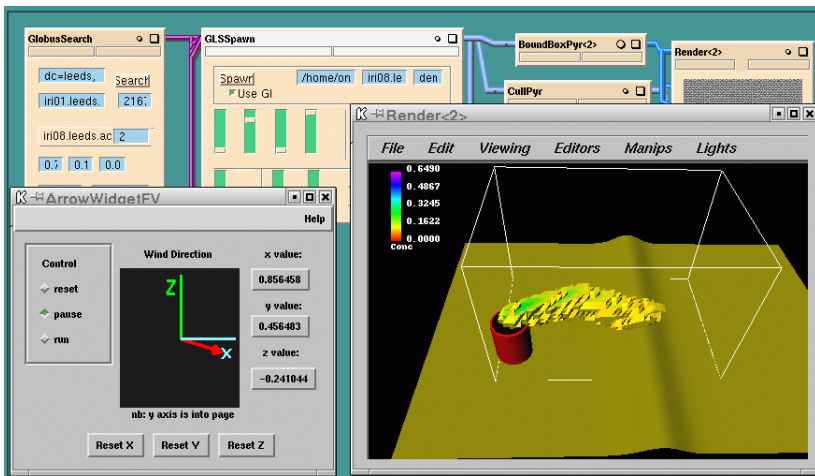 GlobusSearch
GLSSpawn
BoundBoxPyr<2>
Render<2>
CullPyr
dc=leeds,
Search
iri01.leeds.
iri08.leeds.ac
2
0.1
0.0
Spawn
/home/on
iri08.le
den
Use GI
Render<2>
File Edit Viewing Editors Manips Lights
0.6490
0.4867
0.3245
0.1622
0.0000
Conc
ArrowWidgetFV
Help
Control
reset
pause
run
Wind Direction
Z
X
nb: y axis is into page
x value:
0.856458
y value:
0.456483
z value:
-0.241044
Reset X Reset Y Reset Z